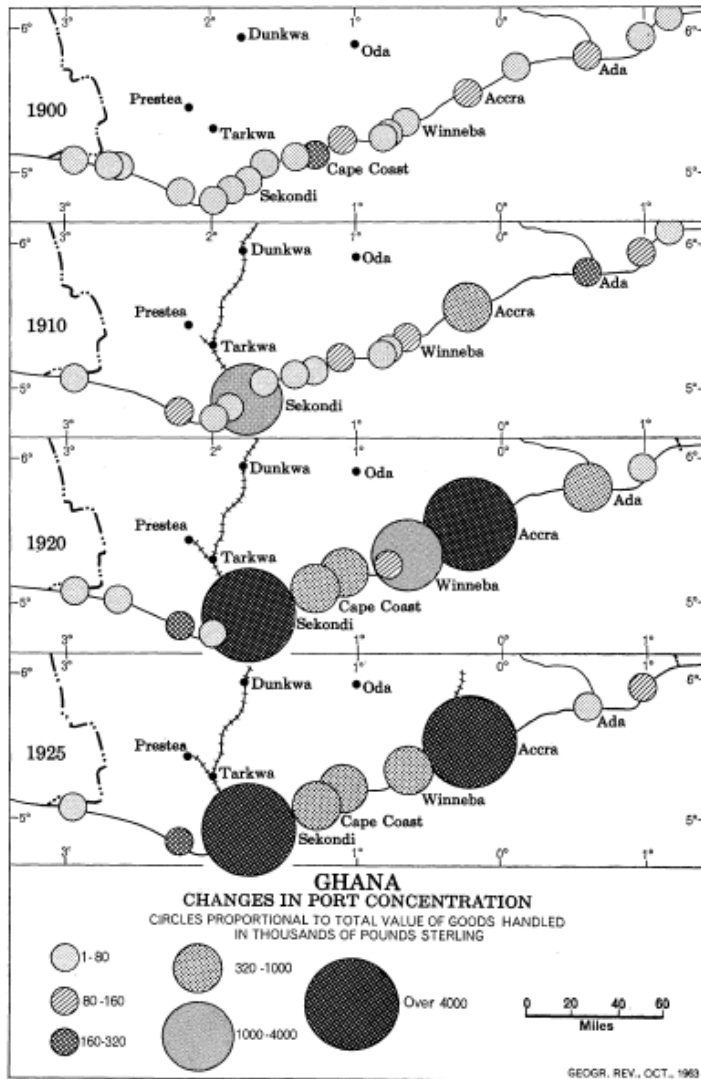 6°
6°
Dunkwa
Oda
Ada
Prestea
Accra
1900
Tarkwa
Winneba
5°
Cape Coast
5°
Sekondi
3° 2° 1° 0° 1°
6°
6°
Dunkwa
Oda
Ada
Prestea
Accra
1910
Tarkwa
Winneba
5°
5°
Sekondi
3° 2° 1° 0° 1°
6°
6°
Dunkwa
Oda
Ada
Prestea
Accra
1920
Tarkwa
Winneba
5°
Cape Coast
5°
Sekondi
3° 2° 1° 0° 1°
6°
6°
Dunkwa
Oda
Ada
Prestea
Accra
1925
Tarkwa
Winneba
5°
Cape Coast
5°
Sekondi
3° 2° 1° 0° 1°
GHANA
CHANGES IN PORT CONCENTRATION
CIRCLES PROPORTIONAL TO TOTAL VALUE OF GOODS HANDLED
IN THOUSANDS OF POUNDS STERLING
1-80
80-160
160-320
320-1000
1000-4000
Over 4000
0 20 40 60
Miles
GEOGR. REV., OCT., 1963